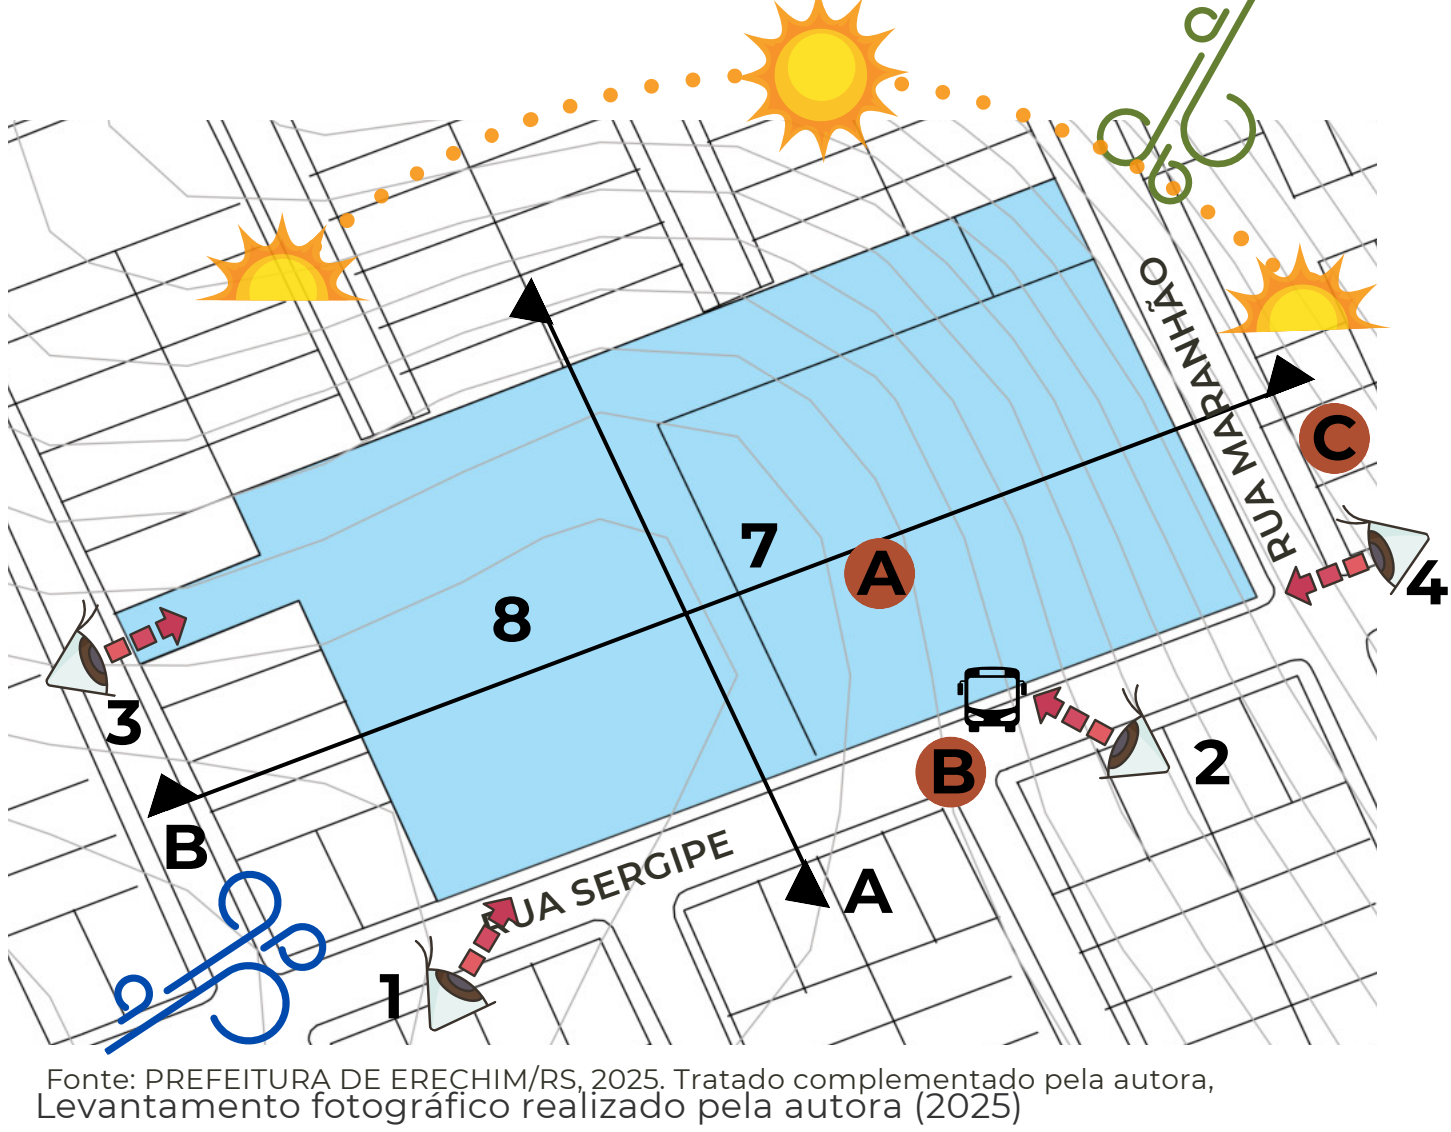 RUA MARANHÃO
C
7
A
8
4
3
B
2
B
RUA SERGIPE
A
1
Fonte: PREFEITURA DE ERECHIM/RS, 2025. Tratado complementado pela autora,
Levantamento fotográfico realizado pela autora (2025)